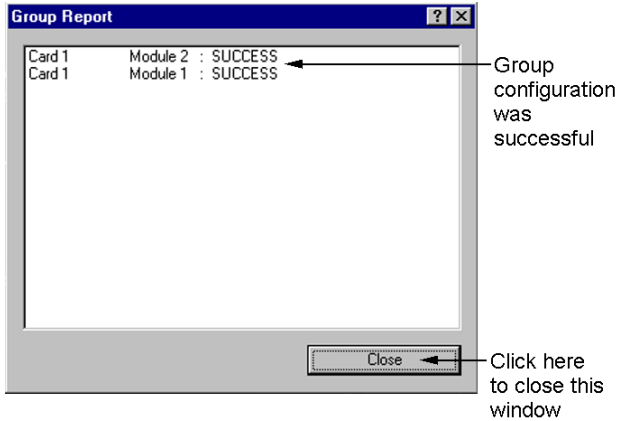 Group Report
Card 1 Module 2 : SUCCESS
Card 1 Module 1 : SUCCESS
Group
configuration
was
successful
Close
Click here
to close this
window